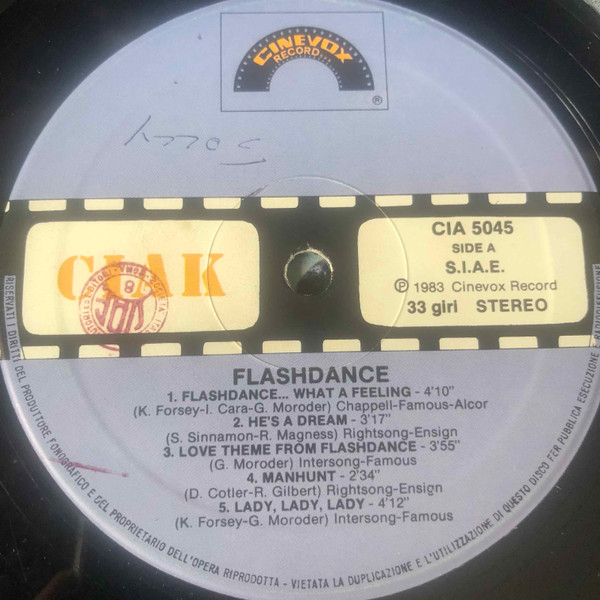 CINEVOX
RECORD
®
CIAK
CIA 5045
SIDE A
S.I.A.E.
℗ 1983 Cinevox Record
33 giri STEREO
FLASHDANCE
1. FLASHDANCE... WHAT A FEELING - 4'10"
(K. Forsey-I. Cara-G. Moroder) Chappell-Famous-Alcor
2. HE'S A DREAM - 3'17"
(S. Sinnamon-R. Magness) Rightsong-Ensign
3. LOVE THEME FROM FLASHDANCE - 3'55"
(G. Moroder) Intersong-Famous
4. MANHUNT - 2'34"
(D. Cotler-R. Gilbert) Rightsong-Ensign
5. LADY, LADY, LADY - 4'12"
(K. Forsey-G. Moroder) Intersong-Famous
RISERVATI I DIRITTI DEL PRODUTTORE FONOGRAFICO E DEL PROPRIETARIO DELL'OPERA RIPRODOTTA - VIETATA LA DUPLICAZIONE E L'UTILIZZAZIONE DI QUESTO DISCO PER PUBBLICA ESECUZIONE E RADIODIFFUSIONE